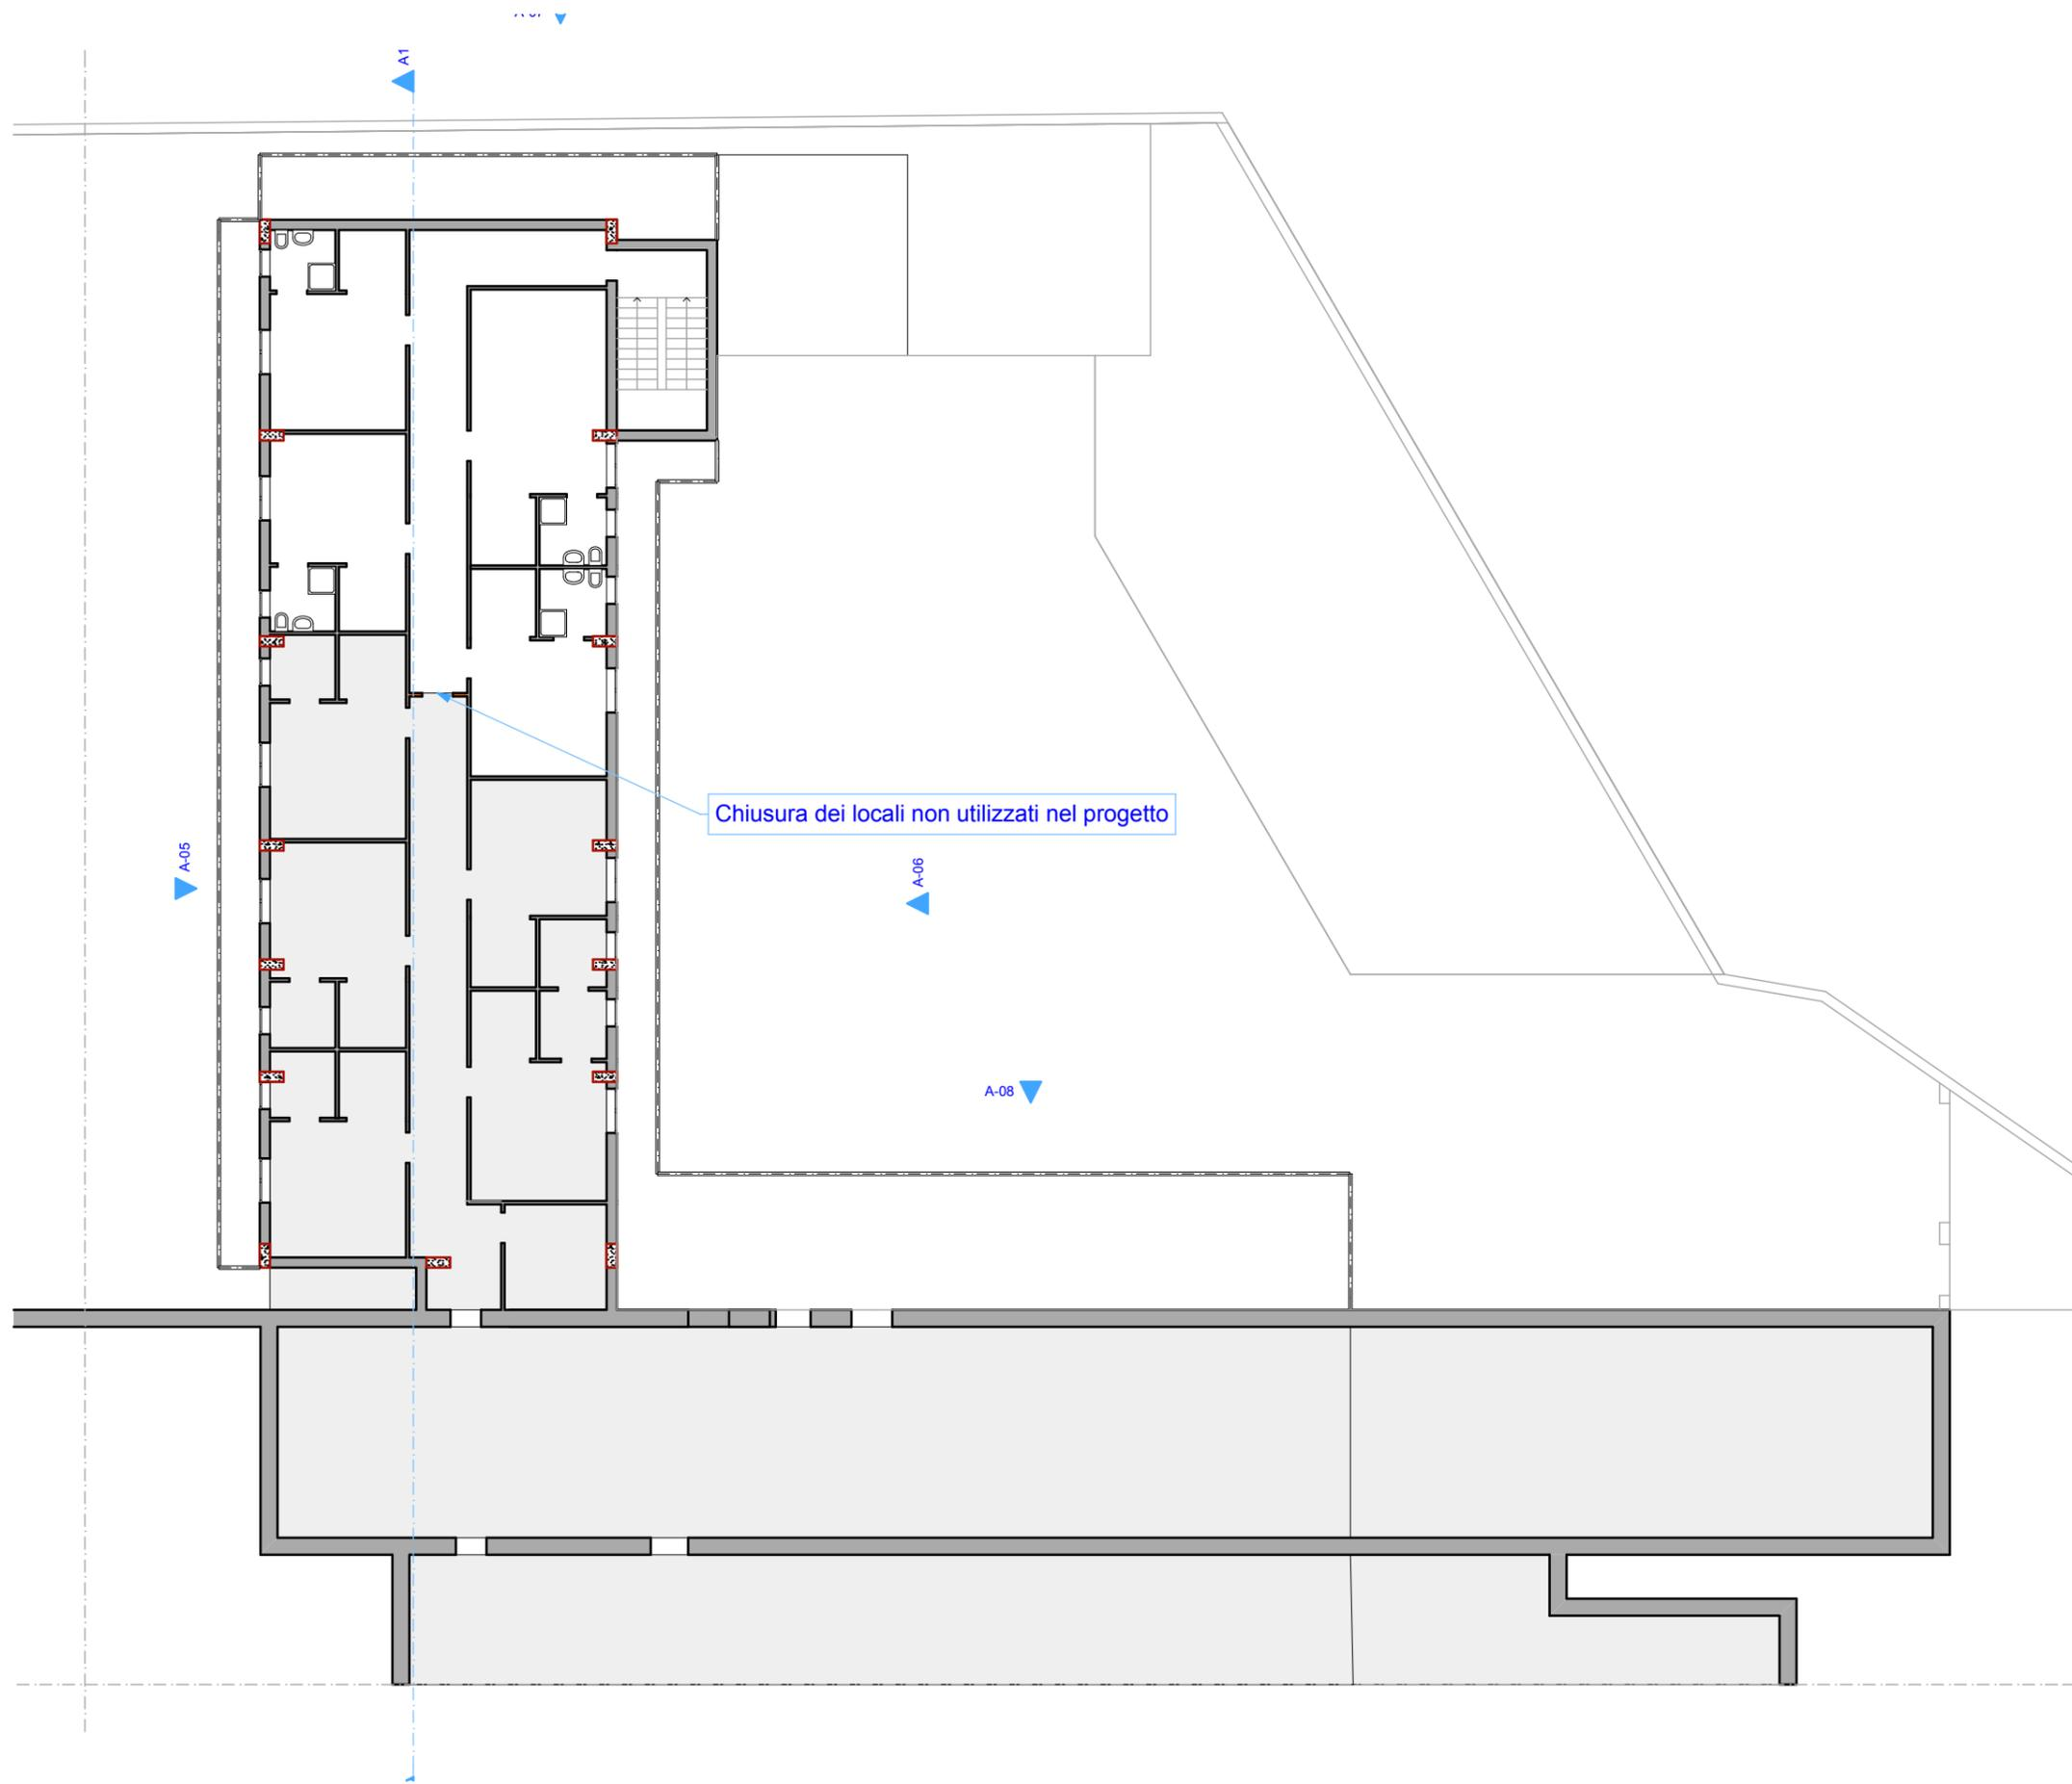 A1
Chiusura dei locali non utilizzati nel progetto
A-05
A-06
A-08